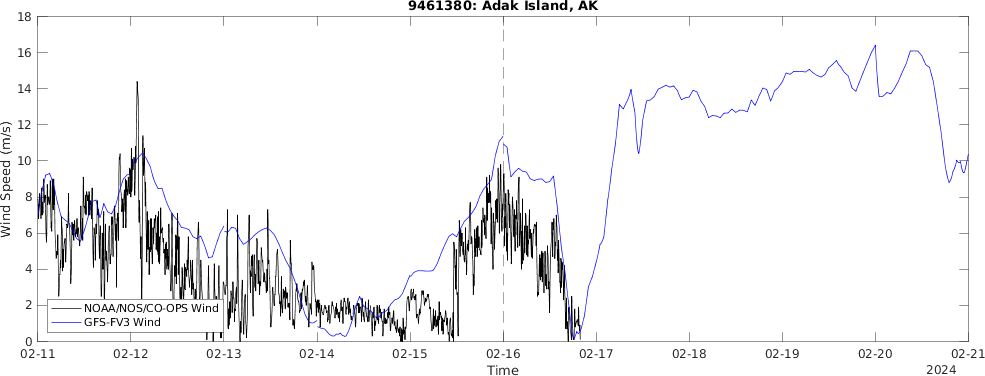 9461380: Adak Island, AK
18
16
14
12
10
8
6
4
2
0
Wind Speed (m/s)
NOAA/NOS/CO-OPS Wind
GFS-FV3 Wind
02-11 02-12 02-13 02-14 02-15 02-16 02-17 02-18 02-19 02-20 02-21
Time
2024